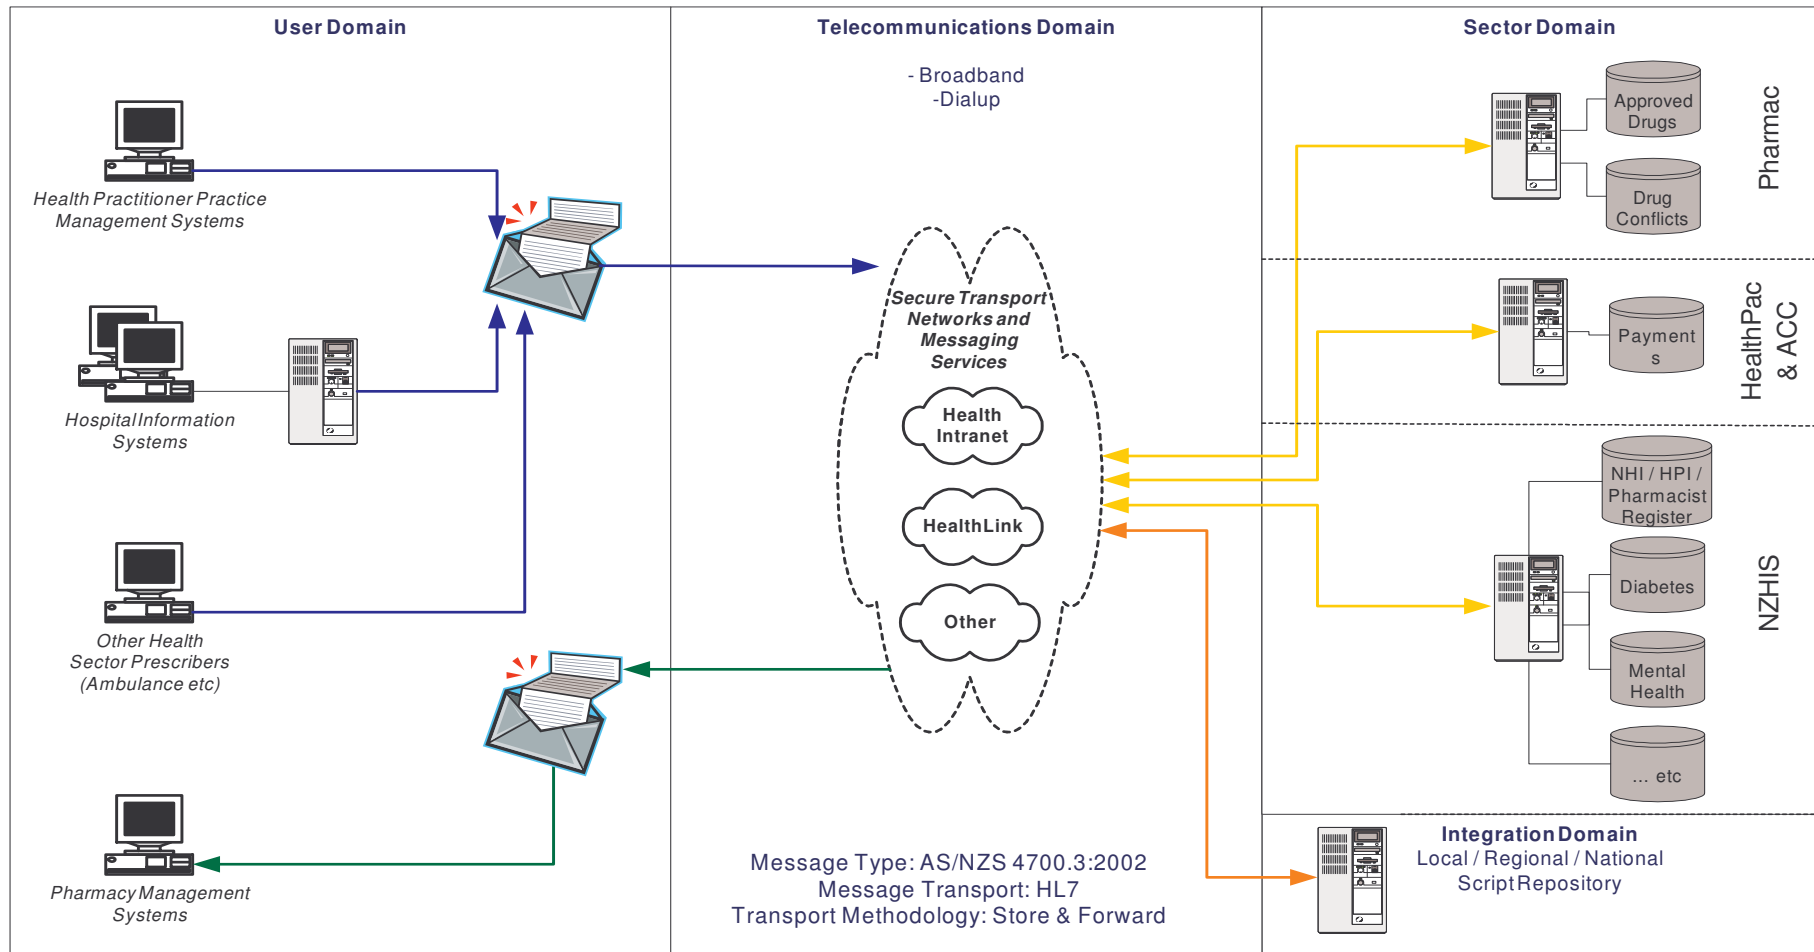 User Domain
Health Practitioner Practice
Management Systems
Hospital Information
Systems
Other Health
Sector Prescribers
(Ambulance etc)
Pharmacy Management
Systems
Telecommunications Domain
- Broadband
-Dialup
Secure Transport
Networks and
Messaging
Services
Health
Intranet
HealthLink
Other
Message Type: AS/NZS 4700.3:2002
Message Transport: HL7
Transport Methodology: Store & Forward
Sector Domain
Approved
Drugs
Drug
Conflicts
Pharmac
Payment
s
HealthPac
& ACC
NHI / HPI /
Pharmacist
Register
Diabetes
Mental
Health
... etc
NZHIS
Integration Domain
Local / Regional / National
Script Repository